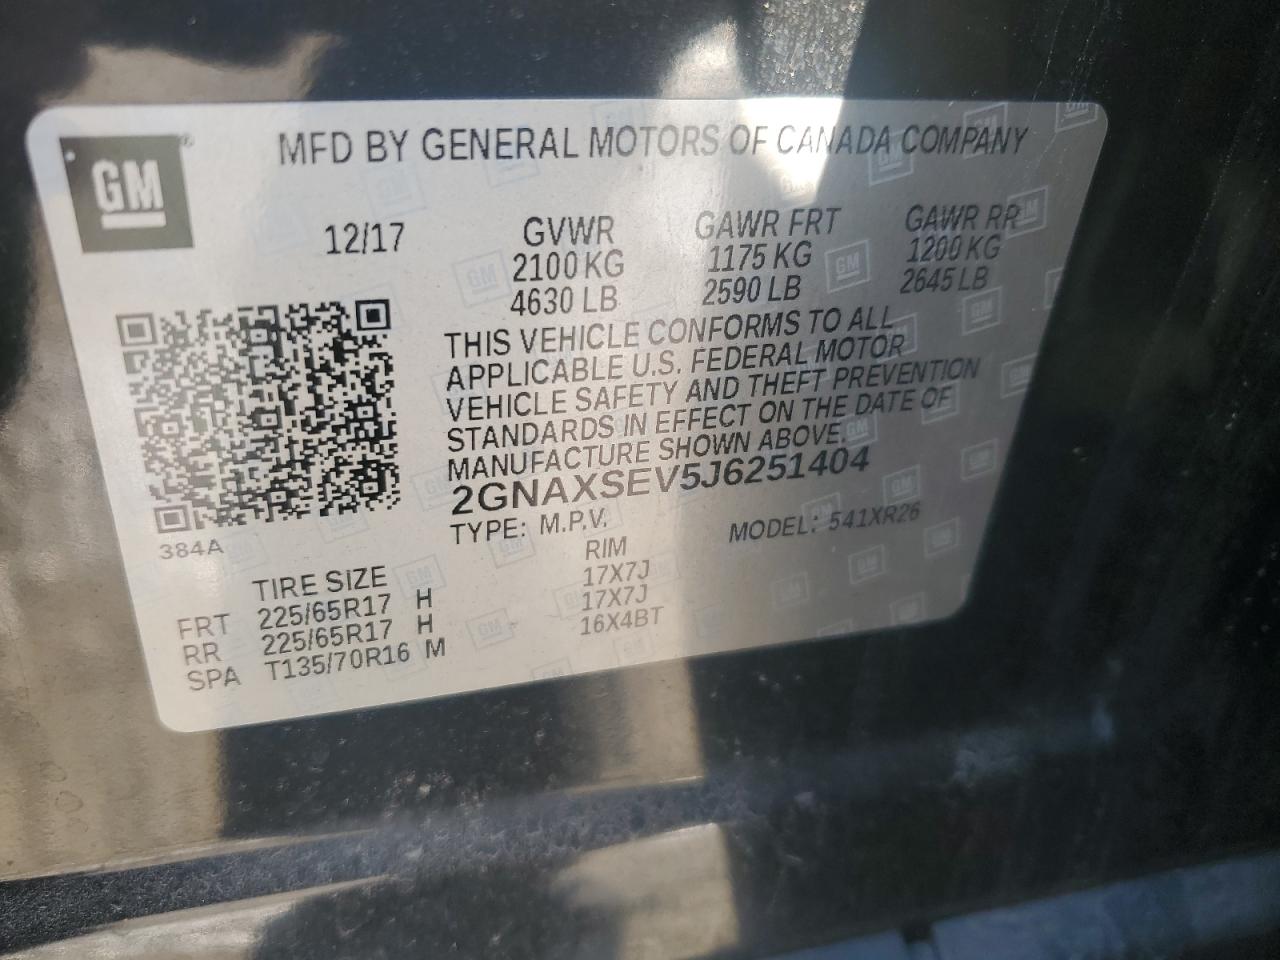 GM
MFD BY GENERAL MOTORS OF CANADA COMPANY
12/17 GVWR GAWR FRT GAWR RR
2100 KG 1175 KG 1200 KG
4630 LB 2590 LB 2645 LB
THIS VEHICLE CONFORMS TO ALL
APPLICABLE U.S. FEDERAL MOTOR
VEHICLE SAFETY AND THEFT PREVENTION
STANDARDS IN EFFECT ON THE DATE OF
MANUFACTURE SHOWN ABOVE.
2GNAXSEV5J6251404
TYPE: M.P.V. MODEL: 541XR26
384A
TIRE SIZE RIM
FRT 225/65R17 H 17X7J
RR 225/65R17 H 17X7J
SPA T135/70R16 M 16X4BT